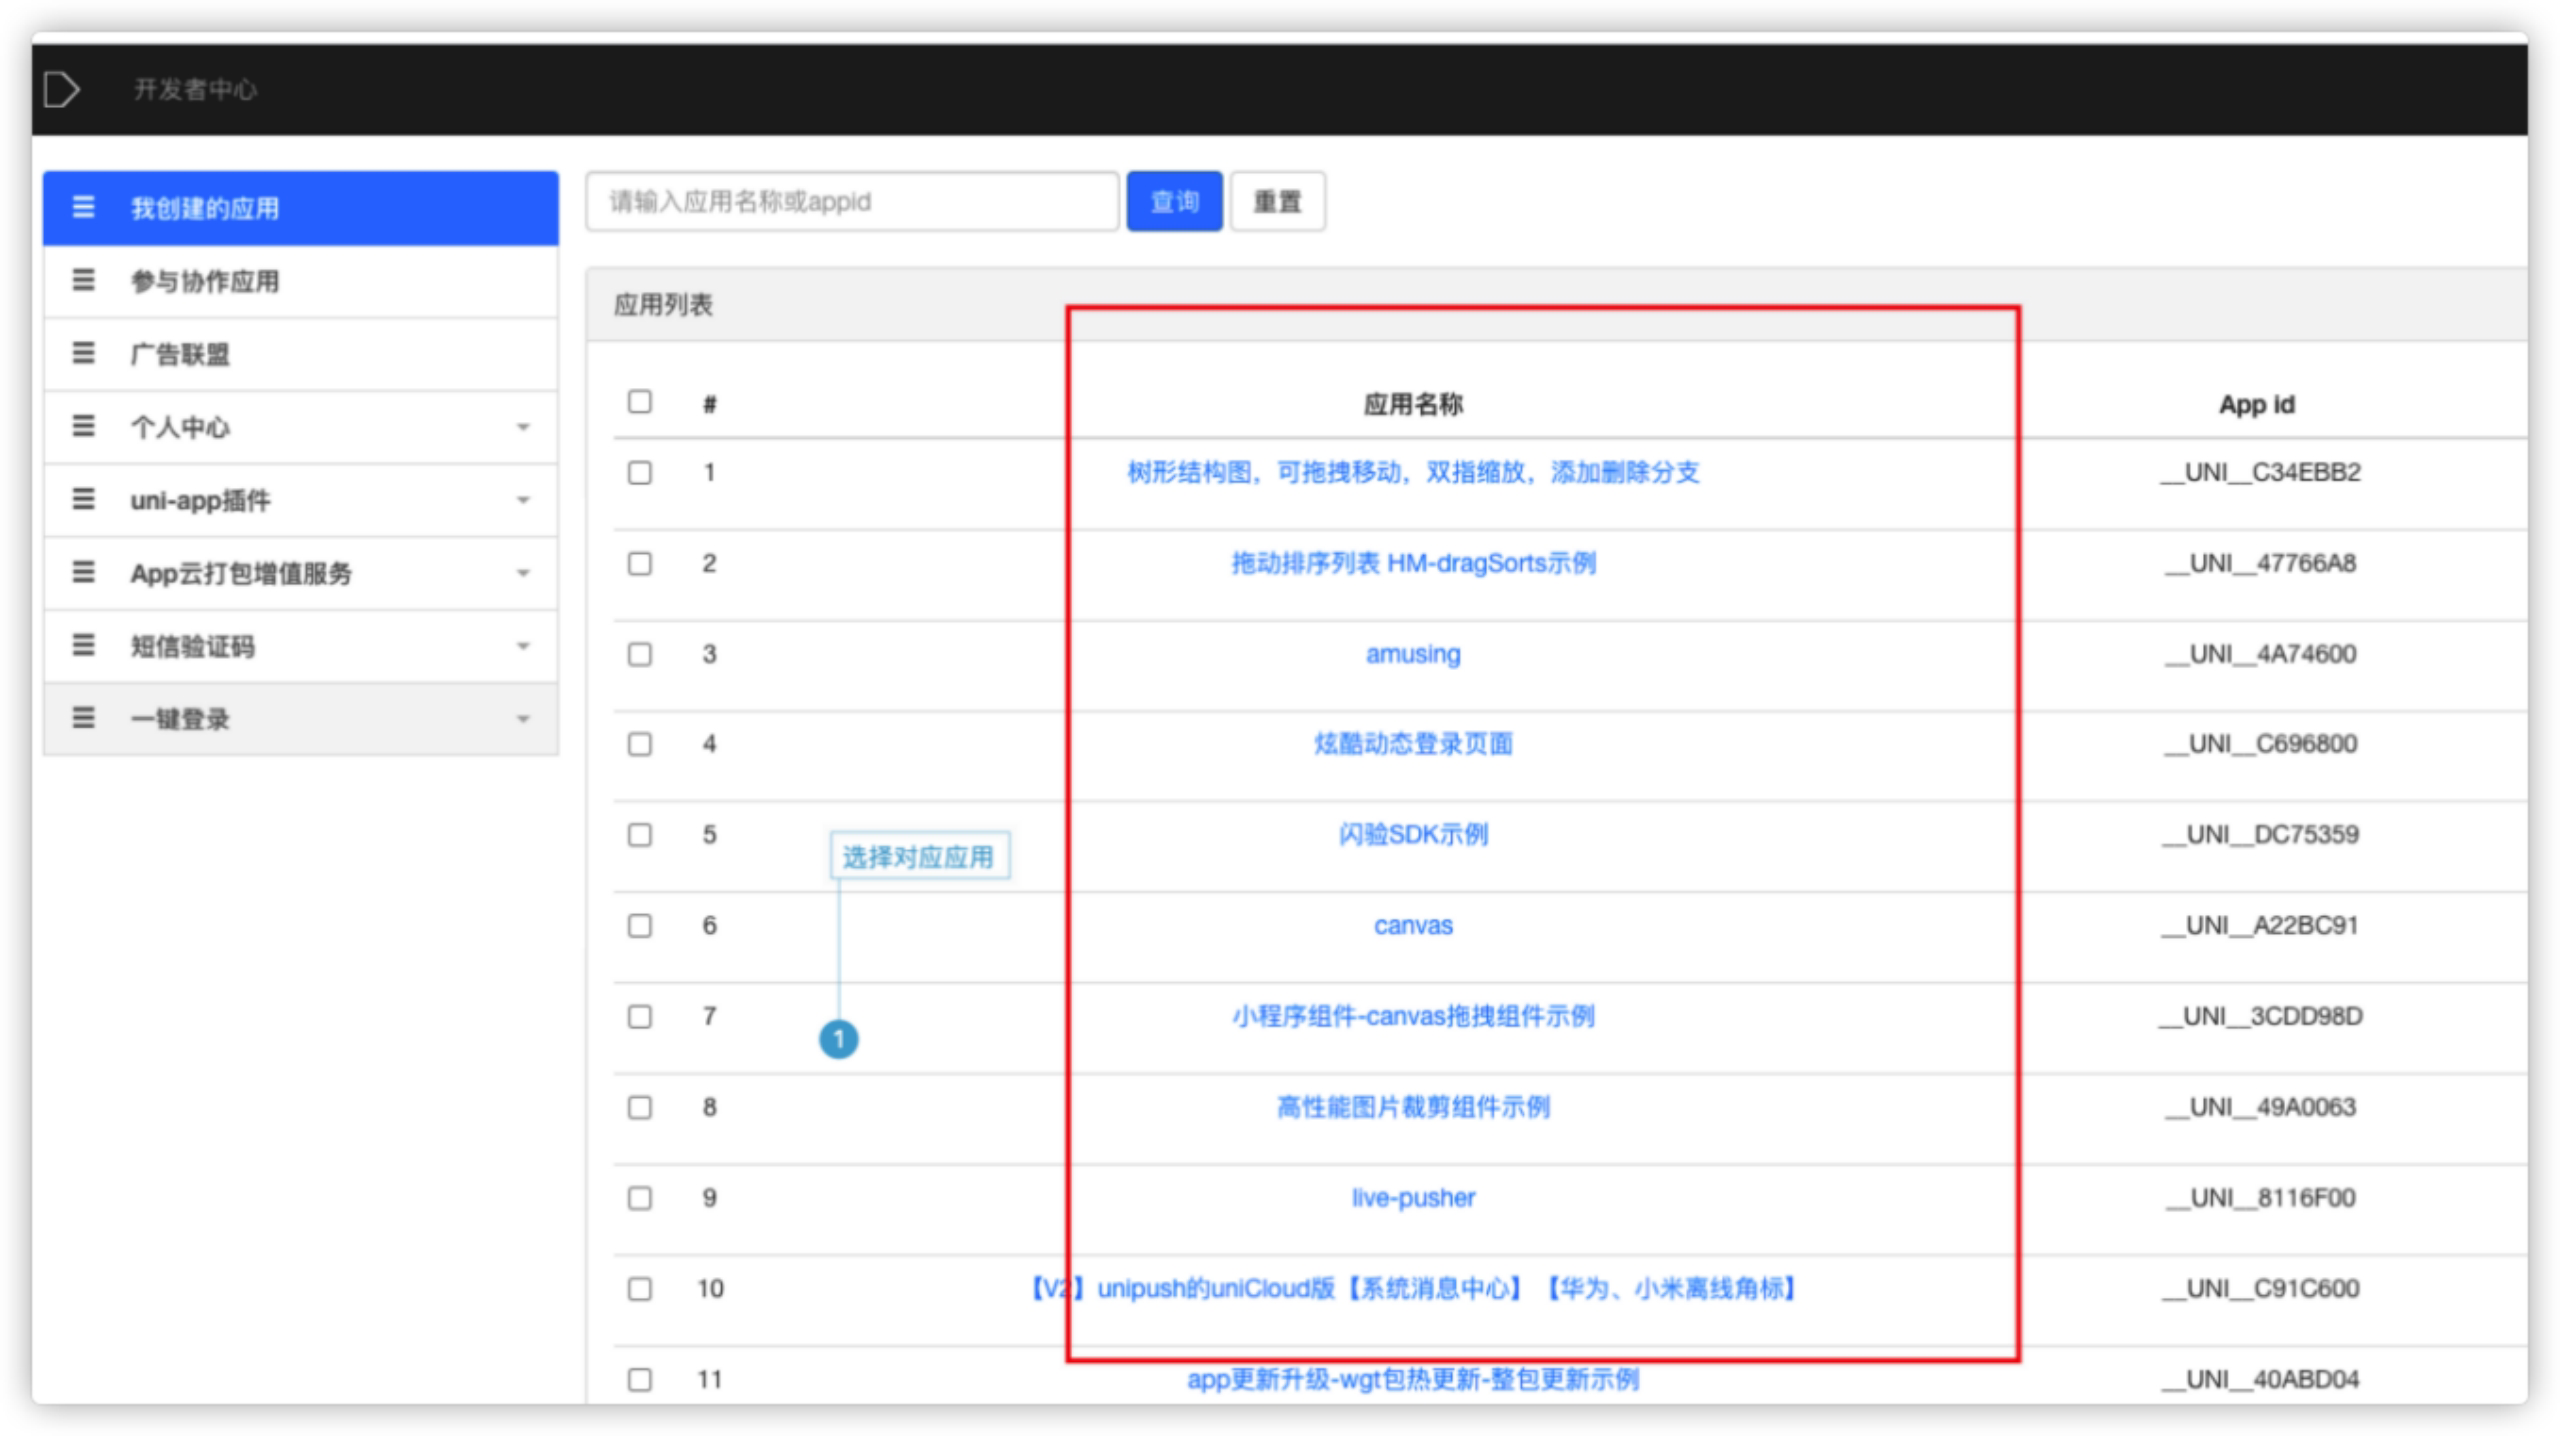 开发者中心
我创建的应用
参与协作应用
广告联盟
个人中心
uni-app插件
App云打包增值服务
短信验证码
一键登录
请输入应用名称或appid 查询 重置
应用列表
# 应用名称 App id
1 树形结构图，可拖拽移动，双指缩放，添加删除分支 __UNI__C34EBB2
2 拖动排序列表 HM-dragSorts示例 __UNI__47766A8
3 amusing __UNI__4A74600
4 炫酷动态登录页面 __UNI__C696800
5 闪验SDK示例 __UNI__DC75359
选择对应应用
6 canvas __UNI__A22BC91
7 小程序组件-canvas拖拽组件示例 __UNI__3CDD98D
1
8 高性能图片裁剪组件示例 __UNI__49A0063
9 live-pusher __UNI__8116F00
10 【V2】unipush的uniCloud版【系统消息中心】【华为、小米离线角标】 __UNI__C91C600
11 app更新升级-wgt包热更新-整包更新示例 __UNI__40ABD04